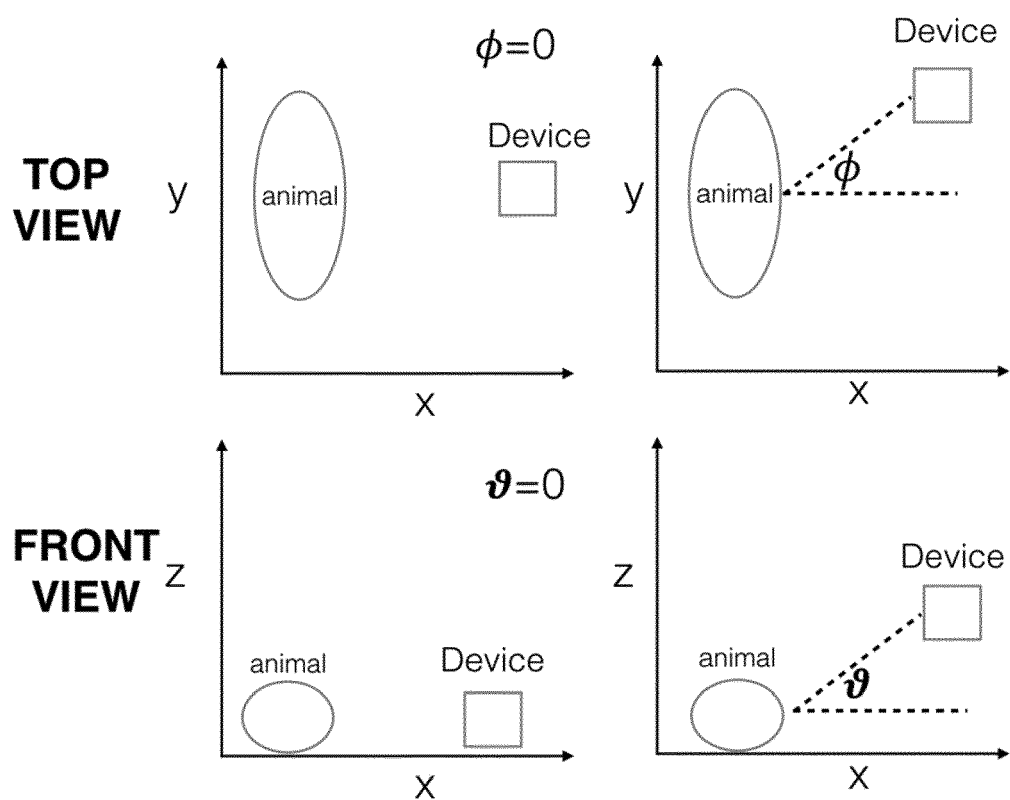 ϕ=0
Device
Device
TOP
VIEW
y
animal
y
animal
ϕ
x
x
ϑ=0
FRONT
VIEW
z
z
Device
animal
Device
animal
ϑ
x
x